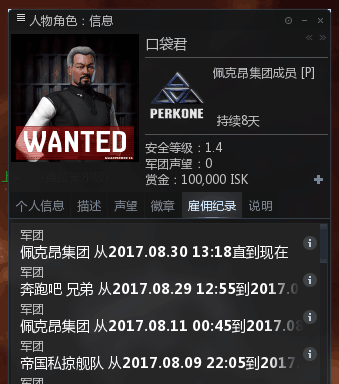 人物角色：信息
口袋君
佩克昂集团成员 [P]
PERKONE
持续8天
WANTED
安全等级：1.4
军团声望：0
赏金：100,000 ISK
个人信息 描述 声望 徽章 雇佣纪录 说明
军团
佩克昂集团 从2017.08.30 13:18直到现在
军团
奔跑吧 兄弟 从2017.08.29 12:55到2017.0
军团
佩克昂集团 从2017.08.11 00:45到2017.08
军团
帝国私掠舰队 从2017.08.09 22:05到2017.
军团